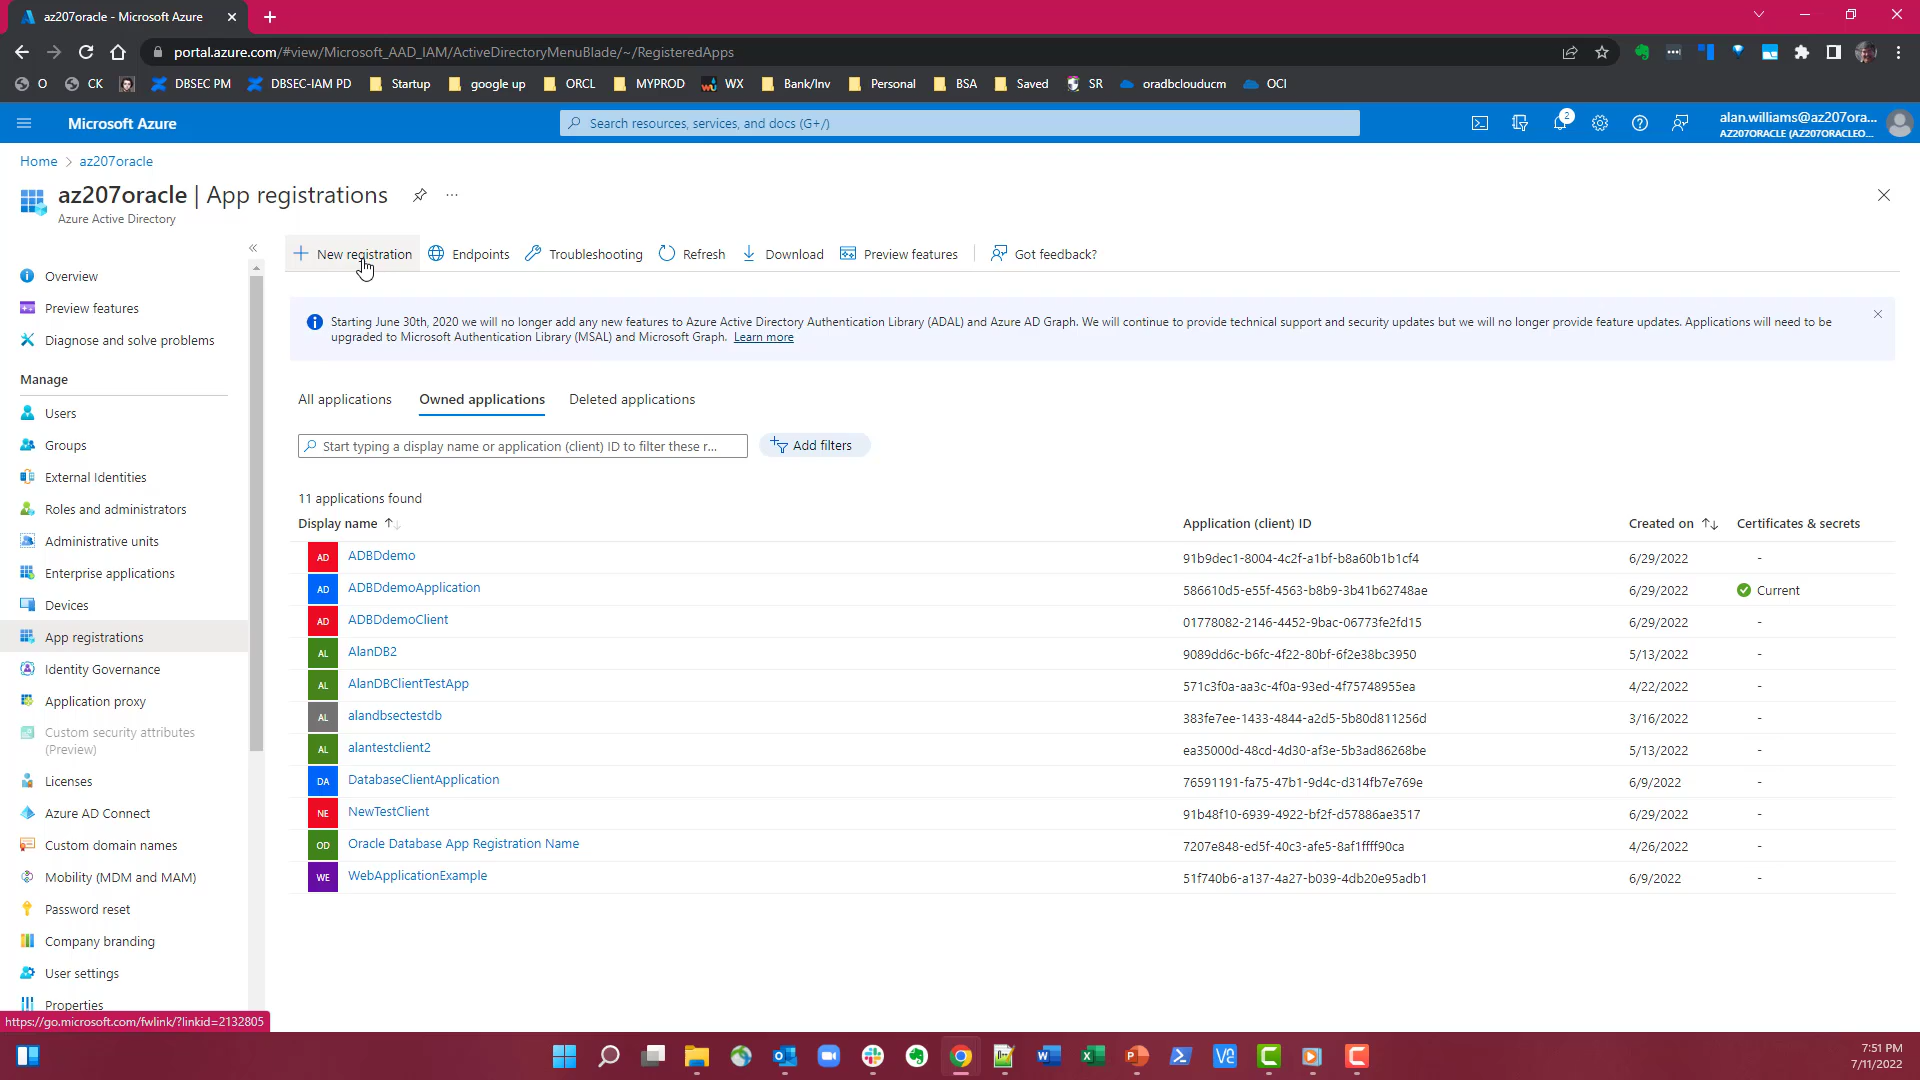 az207oracle - Microsoft Azure
portal.azure.com/#view/Microsoft_AAD_IAM/ActiveDirectoryMenuBlade/~/RegisteredApps
O CK DBSEC PM DBSEC-IAM PD Startup google up ORCL MYPROD WX Bank/Inv Personal BSA Saved SR oradbclouducm OCI
Microsoft Azure
Search resources, services, and docs (G+/)
2
alan.williams@az207ora...
AZ207ORACLE (AZ207ORACLEO...
Home > az207oracle
az207oracle | App registrations
Azure Active Directory
New registration Endpoints Troubleshooting Refresh Download Preview features Got feedback?
Overview
Preview features
Diagnose and solve problems
Manage
Users
Groups
External Identities
Roles and administrators
Administrative units
Enterprise applications
Devices
App registrations
Identity Governance
Application proxy
Custom security attributes
(Preview)
Licenses
Azure AD Connect
Custom domain names
Mobility (MDM and MAM)
Password reset
Company branding
User settings
Properties
Starting June 30th, 2020 we will no longer add any new features to Azure Active Directory Authentication Library (ADAL) and Azure AD Graph. We will continue to provide technical support and security updates but we will no longer provide feature updates. Applications will need to be
upgraded to Microsoft Authentication Library (MSAL) and Microsoft Graph. Learn more
All applications Owned applications Deleted applications
Start typing a display name or application (client) ID to filter these r...
Add filters
11 applications found
Display name Application (client) ID Created on Certificates & secrets
AD ADBDdemo 91b9dec1-8004-4c2f-a1bf-b8a60b1b1cf4 6/29/2022 -
AD ADBDdemoApplication 586610d5-e55f-4563-b8b9-3b41b62748ae 6/29/2022 Current
AD ADBDdemoClient 01778082-2146-4452-9bac-06773fe2fd15 6/29/2022 -
AL AlanDB2 9089dd6c-b6fc-4f22-80bf-6f2e38bc3950 5/13/2022 -
AL AlanDBClientTestApp 571c3f0a-aa3c-4f0a-93ed-4f75748955ea 4/22/2022 -
AL alandbsectestdb 383fe7ee-1433-4844-a2d5-5b80d811256d 3/16/2022 -
AL alantestclient2 ea35000d-48cd-4d30-af3e-5b3ad86268be 5/13/2022 -
DA DatabaseClientApplication 76591191-fa75-47b1-9d4c-d314fb7e769e 6/9/2022 -
NE NewTestClient 91b48f10-6939-4922-bf2f-d57886ae3517 6/29/2022 -
OD Oracle Database App Registration Name 7207e848-ed5f-40c3-afe5-8af1ffff90ca 4/26/2022 -
WE WebApplicationExample 51f740b6-a137-4a27-b039-4db20e95adb1 6/9/2022 -
https://go.microsoft.com/fwlink/?linkid=2132805
7:51 PM
7/11/2022